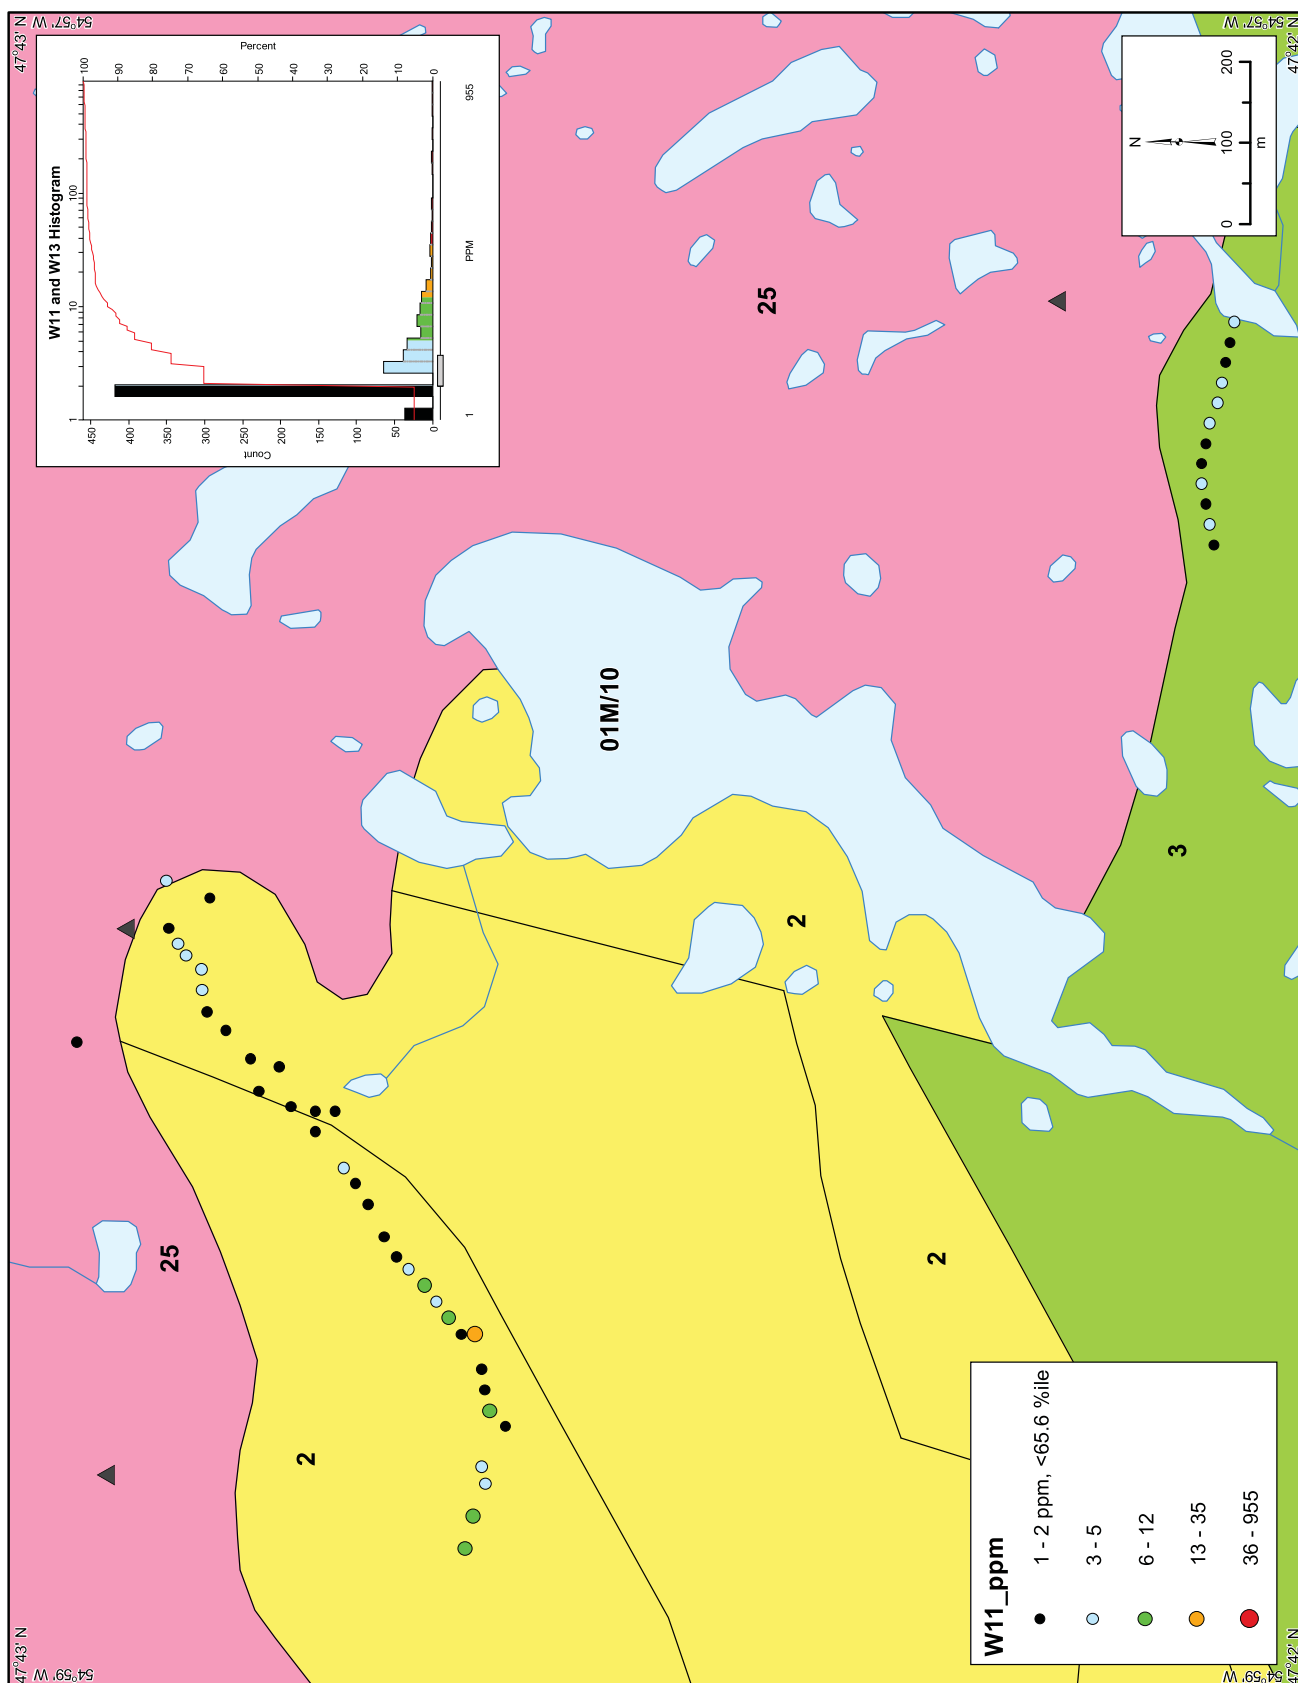 47°43' N
54°59' W
47°43' N
54°57' W
W11 and W13 Histogram
1
10
100
Count
450
400
350
300
250
200
150
100
50
0
Percent
100
90
80
70
60
50
40
30
20
10
0
1
PPM
955
25
25
2
01M/10
2
2
3
W11_ppm
1 - 2 ppm, <65.6 %ile
3 - 5
6 - 12
13 - 35
36 - 955
N
0
100
200
m
47°42' N
54°59' W
47°42' N
54°57' W